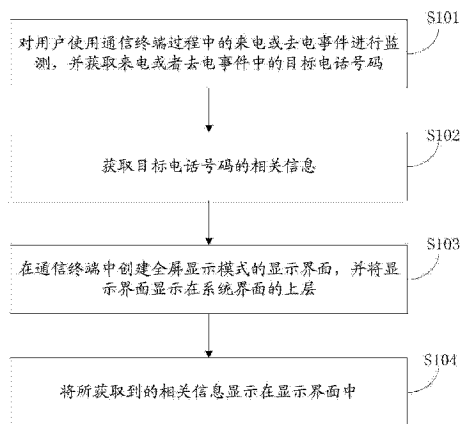 S101
对用户使用通信终端过程中的来电或去电事件进行监
测，并获取来电或者去电事件中的目标电话号码
S102
获取目标电话号码的相关信息
S103
在通信终端中创建全屏显示模式的显示界面，并将显
示界面显示在系统界面的上层
S104
将所获取到的相关信息显示在显示界面中